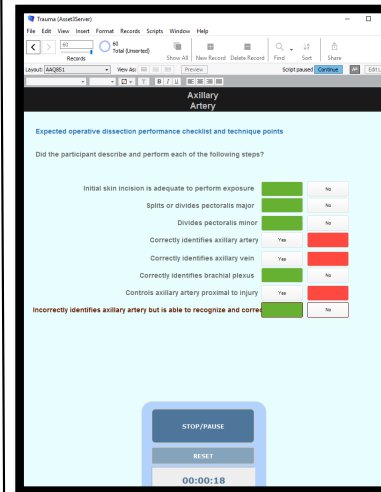 Trauma (Asset3Server)
File Edit View Insert Format Records Scripts Window Help
60 60 Total (Unsorted)
Records Show All New Record Delete Record Find Sort Share
Layout: AAQ8S1 View As: Preview Script paused Continue Edit L
Axillary
Artery
Expected operative dissection performance checklist and technique points
Did the participant describe and perform each of the following steps?
Initial skin incision is adequate to perform exposure No
Splits or divides pectoralis major No
Divides pectoralis minor No
Correctly identifies axillary artery Yes
Correctly identifies axillary vein Yes
Correctly identifies brachial plexus No
Controls axillary artery proximal to injury Yes
Incorrectly identifies axillary artery but is able to recognize and correc No
STOP/PAUSE
RESET
00:00:18